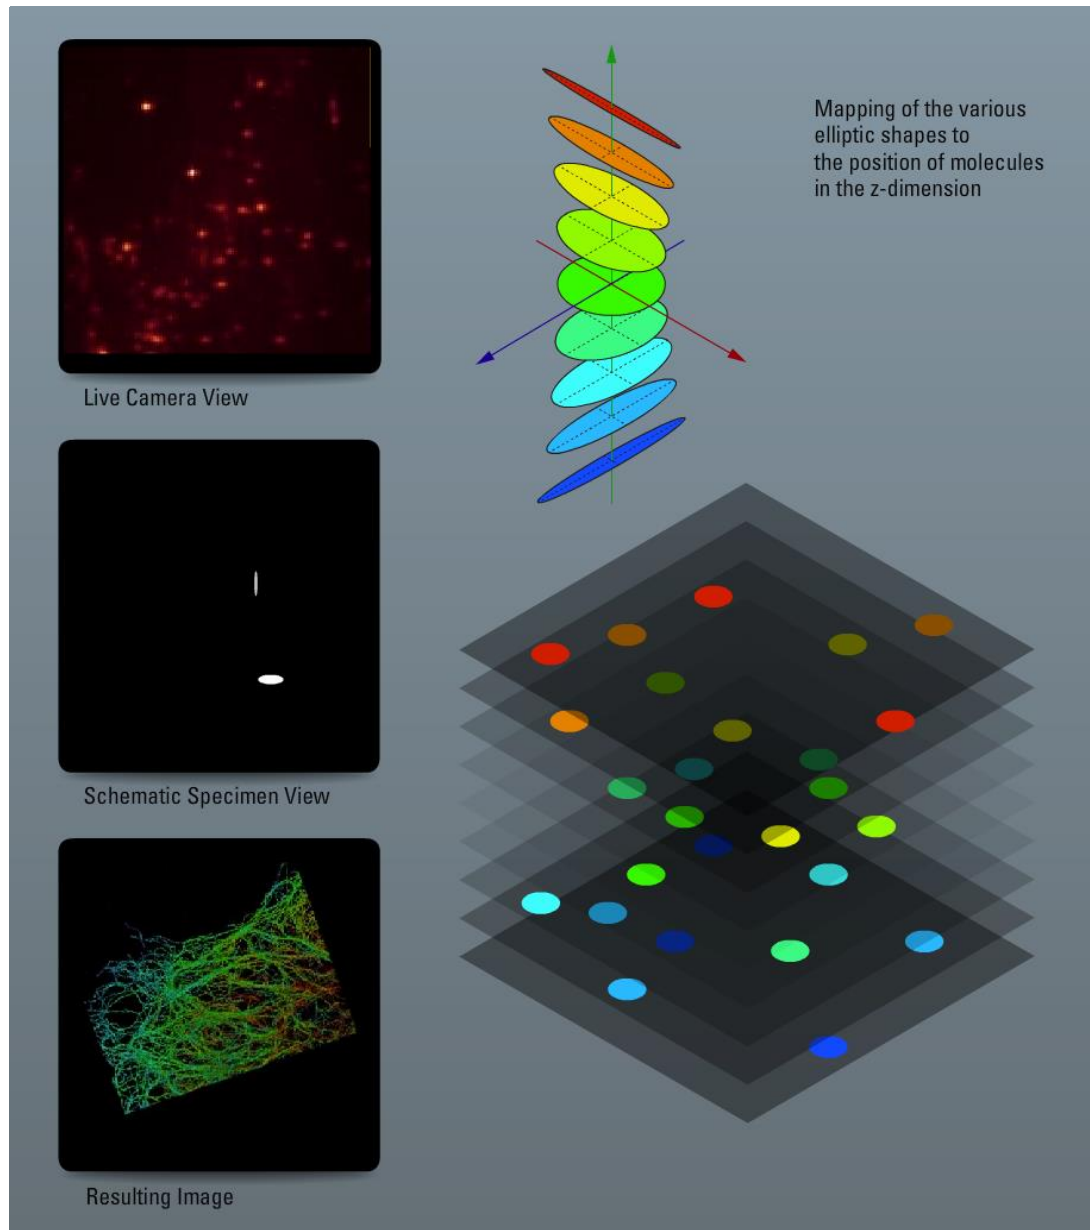 Mapping of the various
elliptic shapes to
the position of molecules
in the z-dimension
Live Camera View
Schematic Specimen View
Resulting Image